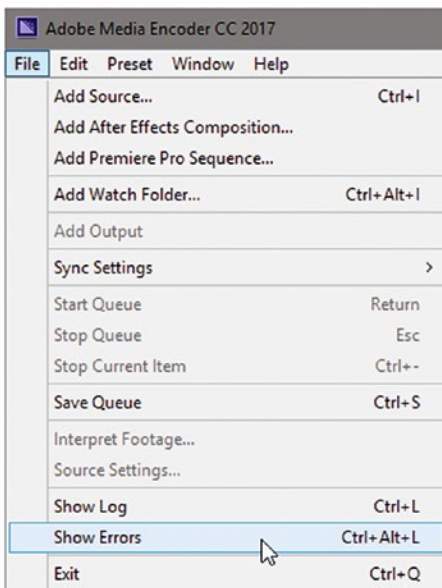 Adobe Media Encoder CC 2017
File Edit Preset Window Help
Add Source... Ctrl+I
Add After Effects Composition...
Add Premiere Pro Sequence...
Add Watch Folder... Ctrl+Alt+I
Add Output
Sync Settings >
Start Queue Return
Stop Queue Esc
Stop Current Item Ctrl+-
Save Queue Ctrl+S
Interpret Footage...
Source Settings...
Show Log Ctrl+L
Show Errors Ctrl+Alt+L
Exit Ctrl+Q